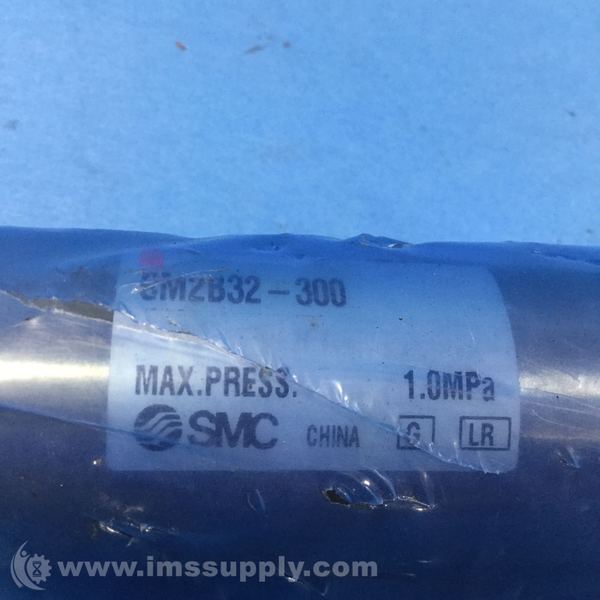 CM2B32-300
MAX.PRESS. 1.0MPa
SMC CHINA G LR
www.imssupply.com